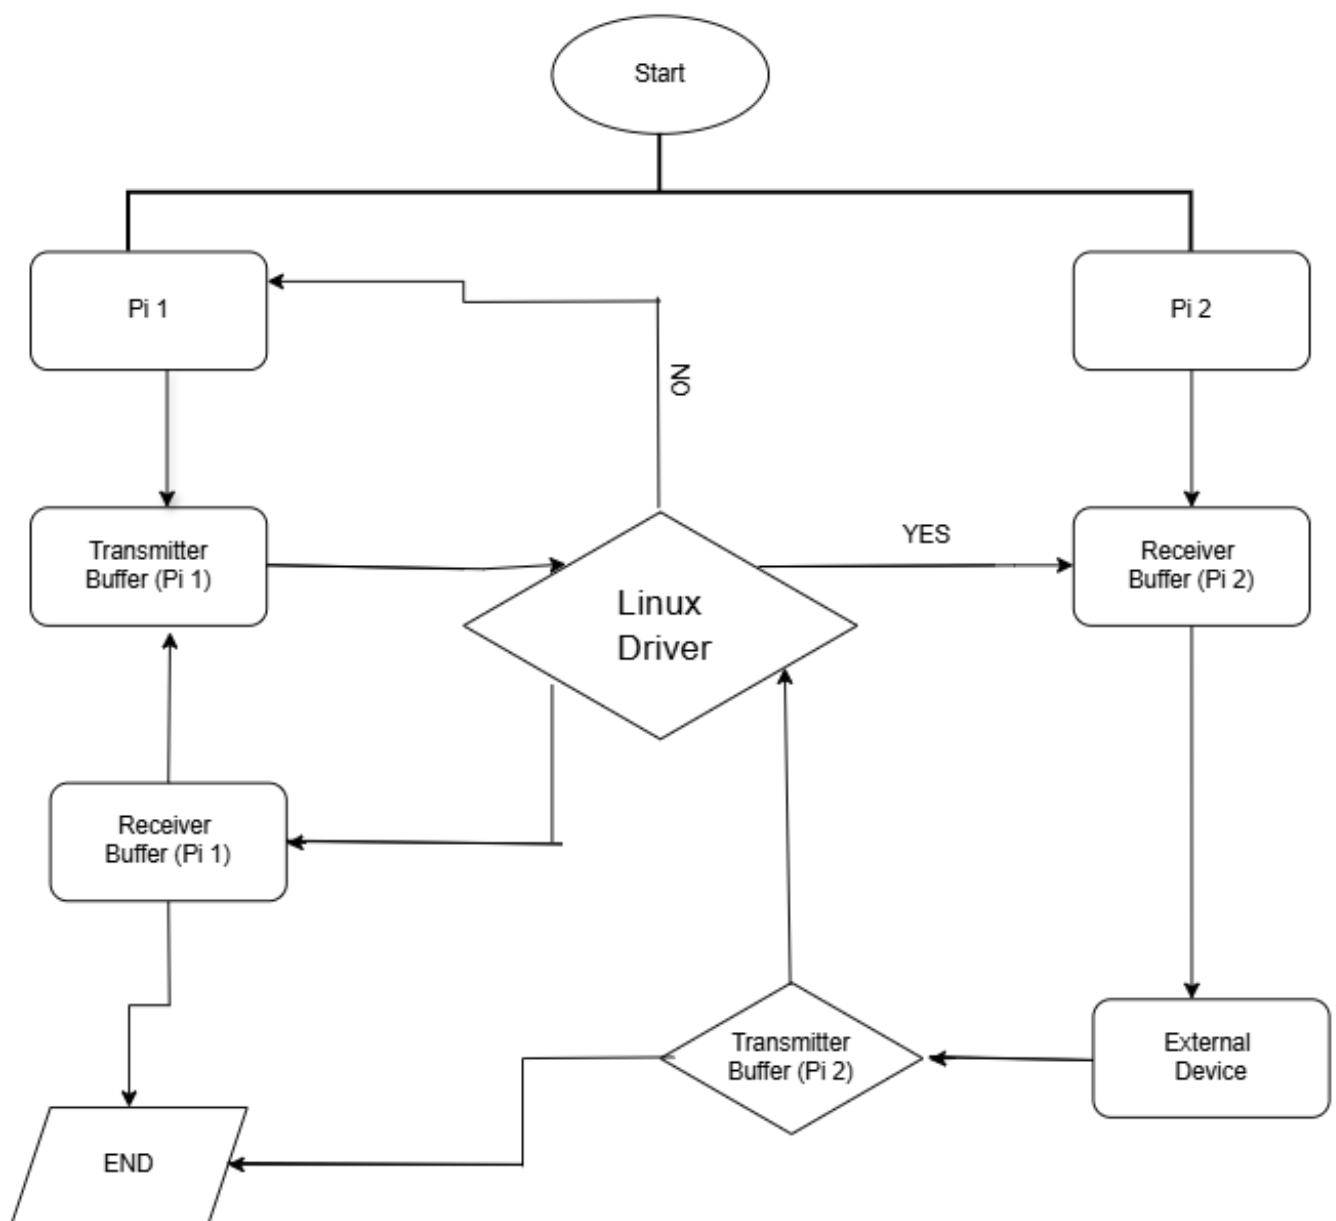 Start
Pi 1
Pi 2
NO
Transmitter
Buffer (Pi 1)
YES
Receiver
Buffer (Pi 2)
Linux
Driver
Receiver
Buffer (Pi 1)
Transmitter
Buffer (Pi 2)
External
Device
END